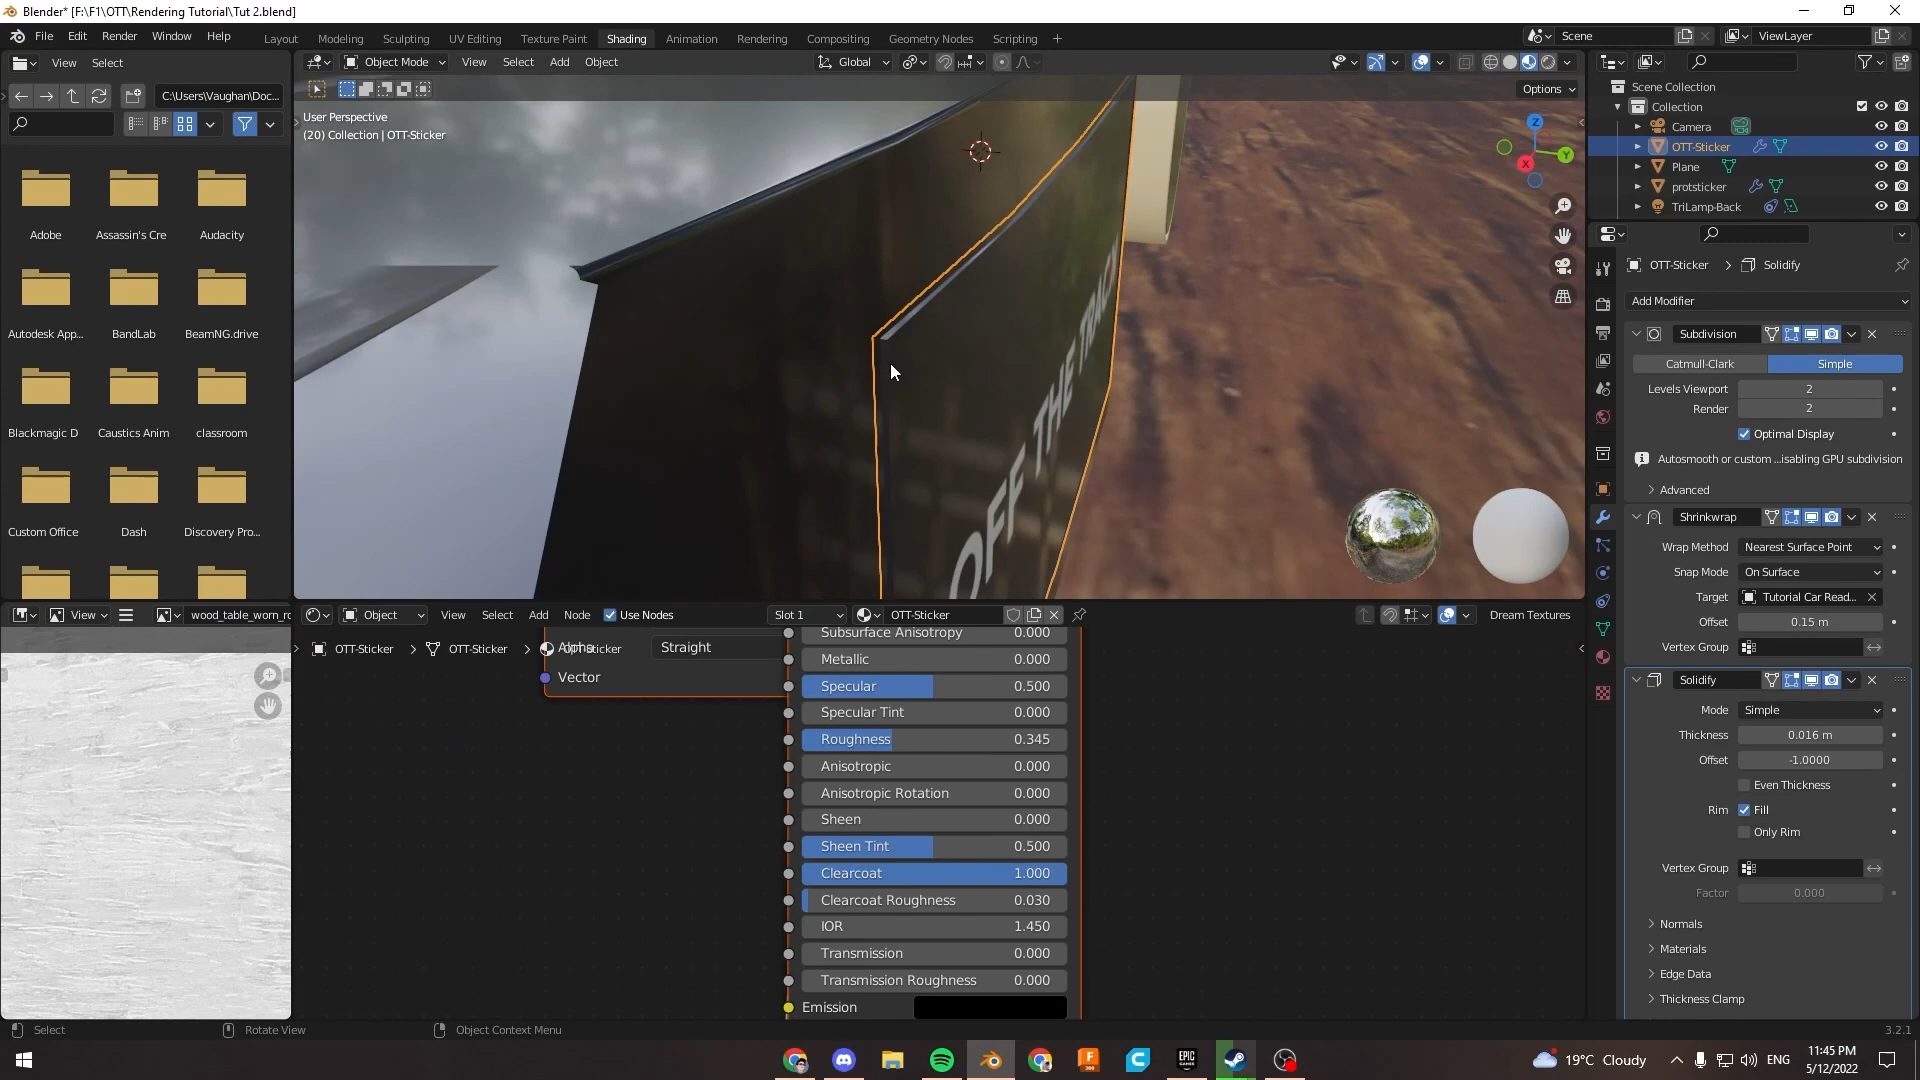 Blender* [F:\F1\OTT\Rendering Tutorial\Tut 2.blend]
File Edit Render Window Help
Layout Modeling Sculpting UV Editing Texture Paint Shading Animation Rendering Compositing Geometry Nodes Scripting
Scene
ViewLayer
View Select
C:\Users\Vaughan\Doc...
Adobe
Assassin's Cre
Audacity
Autodesk App...
BandLab
BeamNG.drive
Blackmagic D
Caustics Anim
classroom
Custom Office
Dash
Discovery Pro...
Object Mode View Select Add Object
Global
Options
User Perspective
(20) Collection | OTT-Sticker
OFF THE TRACK
Z
Y
X
Scene Collection
Collection
Camera
OTT-Sticker
Plane
protsticker
TriLamp-Back
OTT-Sticker > Solidify
Add Modifier
Subdivision
Catmull-Clark Simple
Levels Viewport 2
Render 2
Optimal Display
Autosmooth or custom ...isabling GPU subdivision
Advanced
Shrinkwrap
Wrap Method Nearest Surface Point
Snap Mode On Surface
Target Tutorial Car Read...
Offset 0.15 m
Vertex Group
Solidify
Mode Simple
Thickness 0.016 m
Offset -1.0000
Even Thickness
Rim Fill
Only Rim
Vertex Group
Factor 0.000
Normals
Materials
Edge Data
Thickness Clamp
View
wood_table_worn_ro
Object View Select Add Node Use Nodes
Slot 1
OTT-Sticker
Dream Textures
OTT-Sticker > OTT-Sticker >
Alpha Straight
Vector
Subsurface Anisotropy 0.000
Metallic 0.000
Specular 0.500
Specular Tint 0.000
Roughness 0.345
Anisotropic 0.000
Anisotropic Rotation 0.000
Sheen 0.000
Sheen Tint 0.500
Clearcoat 1.000
Clearcoat Roughness 0.030
IOR 1.450
Transmission 0.000
Transmission Roughness 0.000
Emission
Select
Rotate View
Object Context Menu
3.2.1
19°C Cloudy
ENG
11:45 PM
5/12/2022